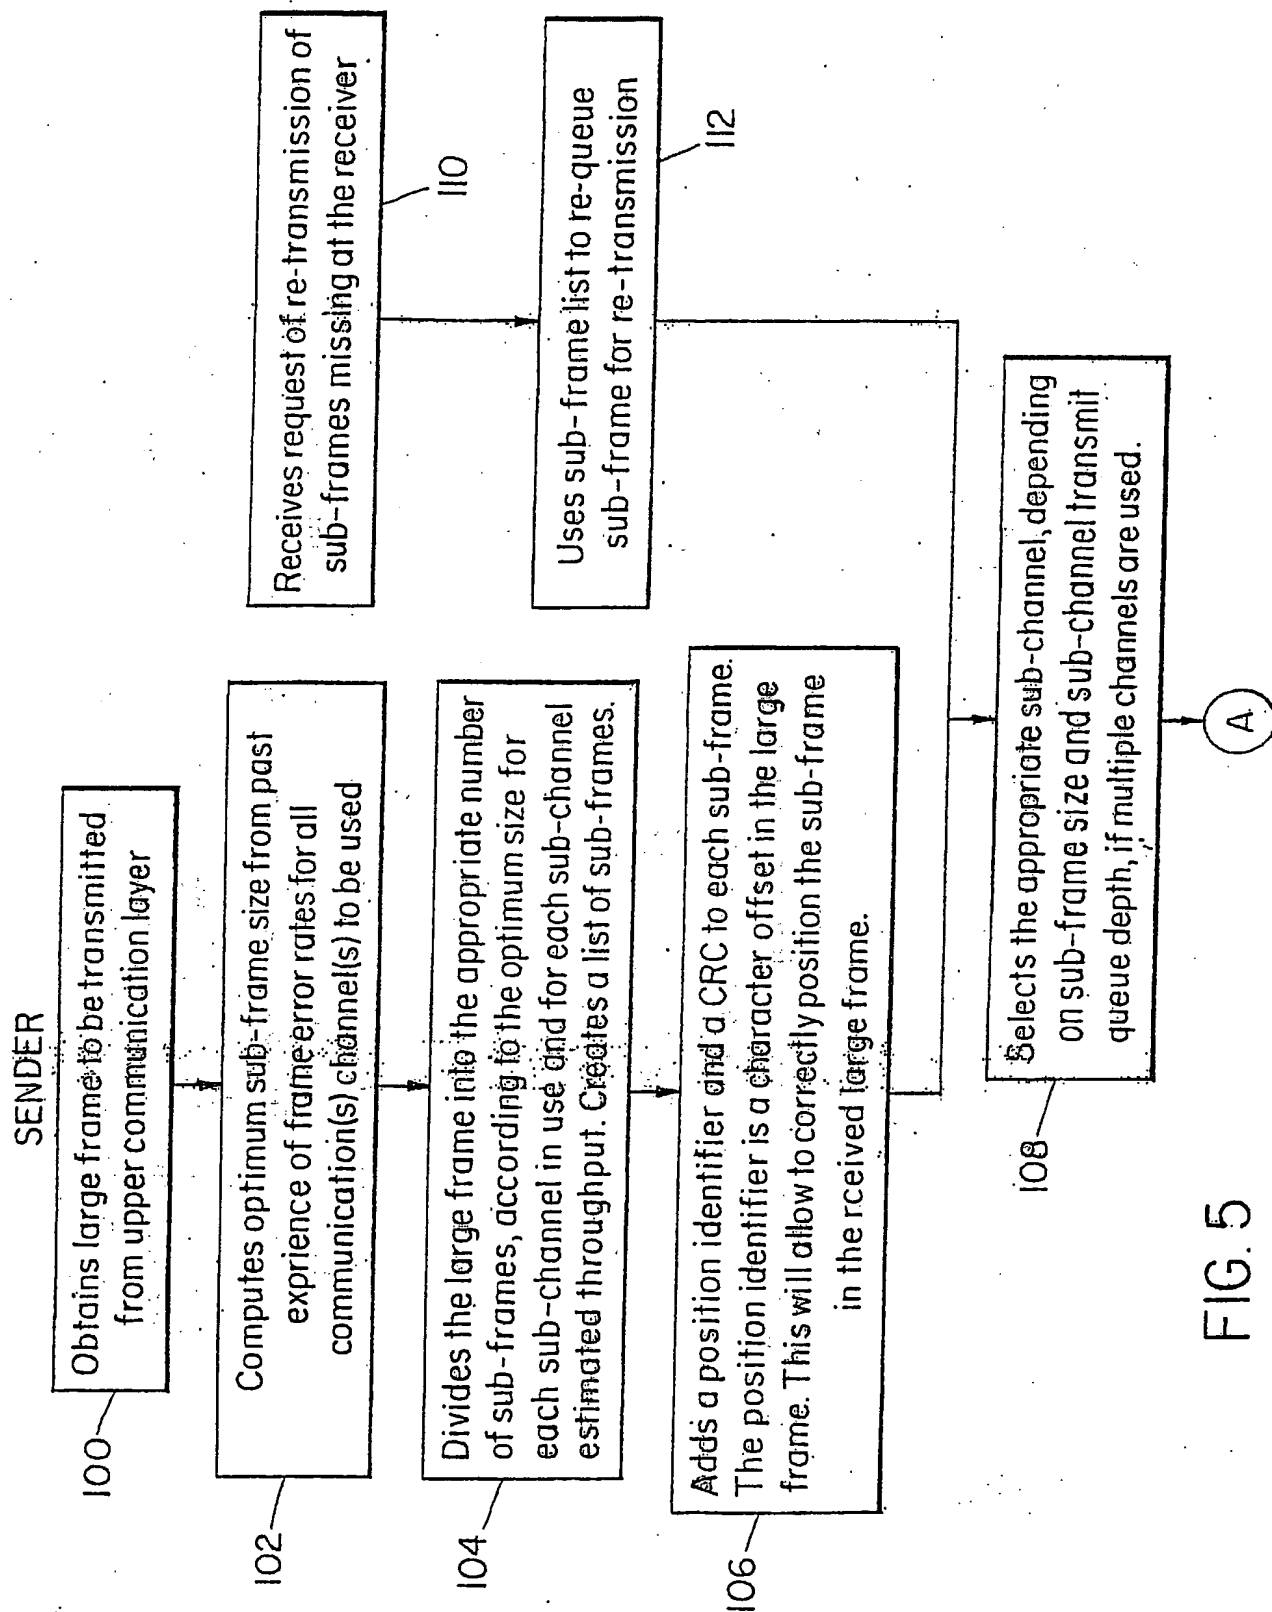 SENDER
Obtains large frame to be transmitted
from upper communication layer
100
Computes optimum sub-frame size from past
exprience of frame error rates for all
communication(s) channel(s) to be used
102
Divides the large frame into the appropriate number
of sub-frames, according to the optimum size for
each sub-channel in use and for each sub-channel
estimated throughput. Creates a list of sub-frames.
104
Adds a position identifier and a CRC to each sub-frame.
The position identifier is a character offset in the large
frame. This will allow to correctly position the sub-frame
in the rceived large frame.
106
Receives request of re-transmission of
sub-frames missing at the receiver
110
Uses sub-frame list to re-queue
sub-frame for re-transmission
112
Selects the appropriate sub-channel, depending
on sub-frame size and sub-channel transmit
queue depth, if multiple channels are used.
108
A
FIG. 5